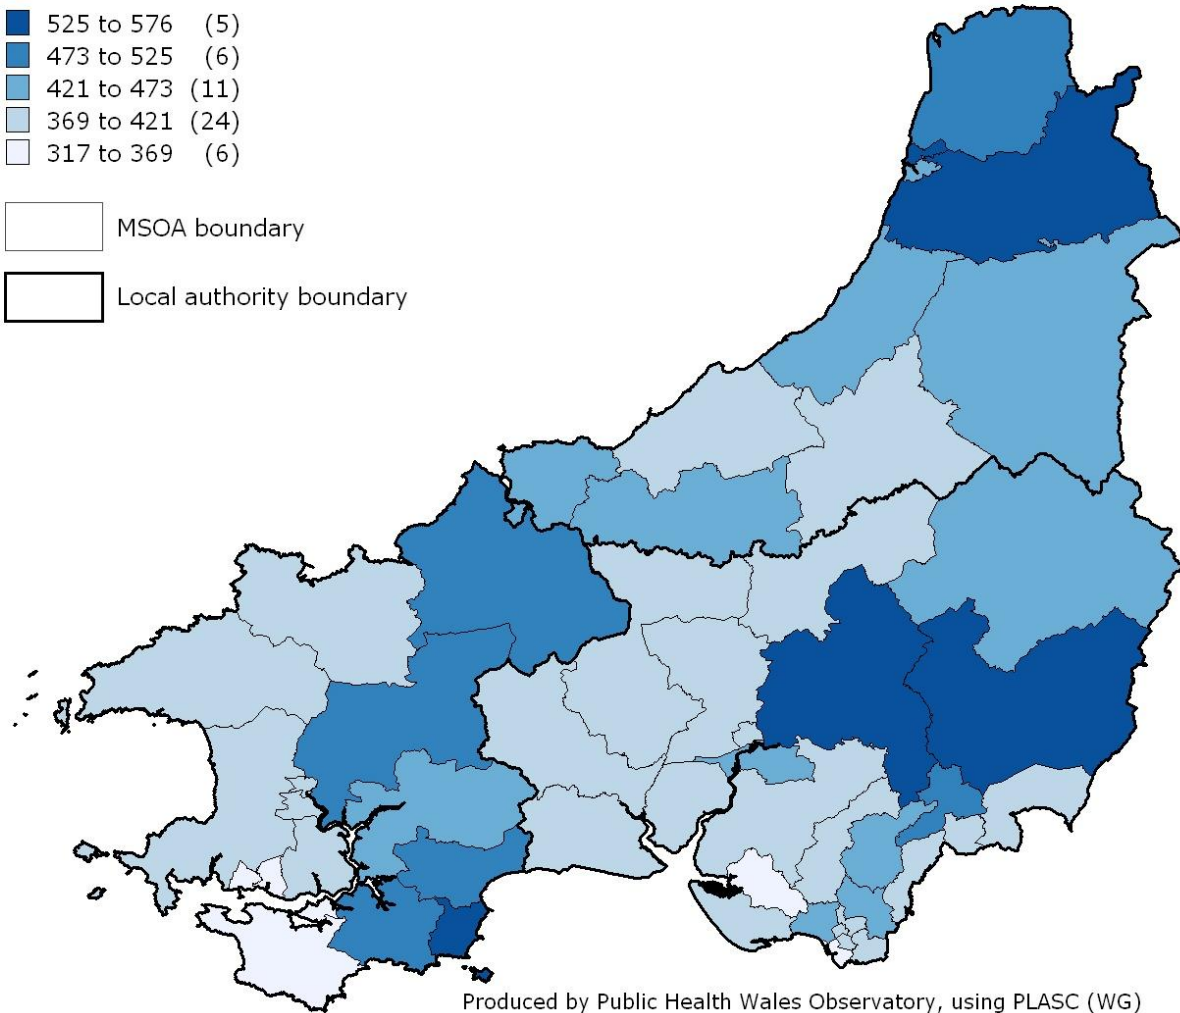 525 to 576 (5)
473 to 525 (6)
421 to 473 (11)
369 to 421 (24)
317 to 369 (6)
MSOA boundary
Local authority boundary
Produced by Public Health Wales Observatory, using PLASC (WG)